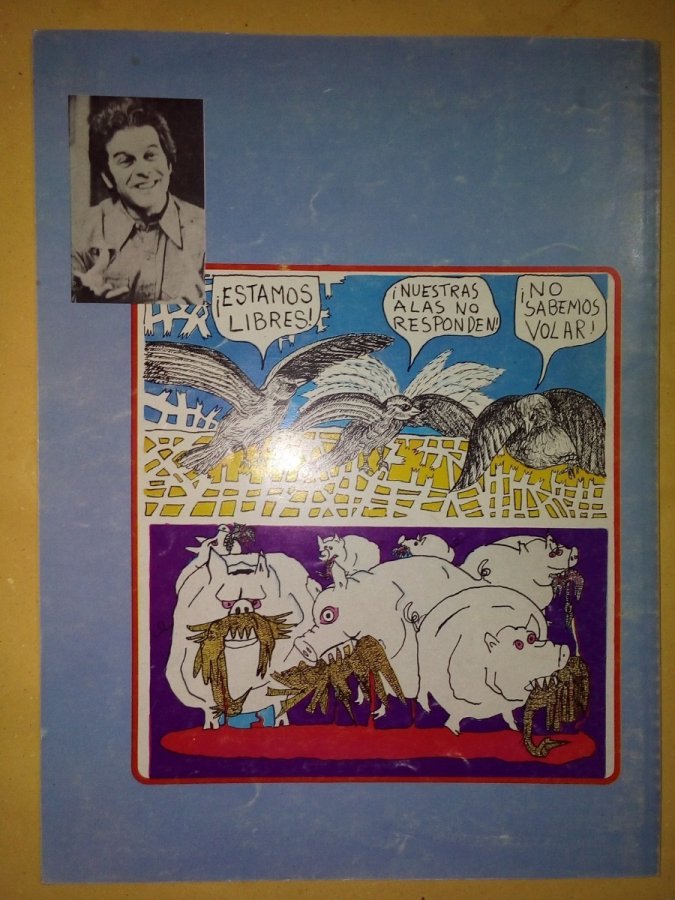 ¡ESTAMOS
LIBRES!
¡NUESTRAS
ALAS NO
RESPONDEN!
¡NO
SABEMOS
VOLAR!